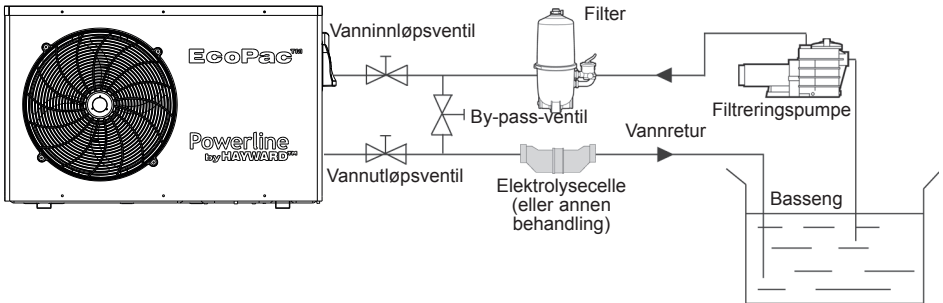 EcoPac™
Powerline
by HAYWARD™
Vanninnløpsventil
Filter
Filtreringspumpe
By-pass-ventil
Vannretur
Vannutløpsventil
Elektrolysecelle
(eller annen
behandling)
Basseng